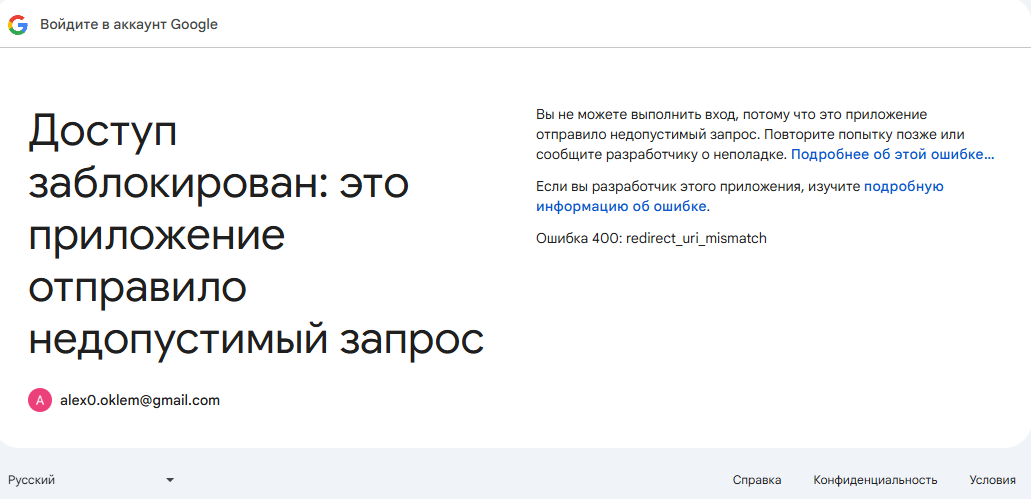 Войдите в аккаунт Google
Доступ
заблокирован: это
приложение
отправило
недопустимый запрос
A
alex0.oklem@gmail.com
Вы не можете выполнить вход, потому что это приложение
отправило недопустимый запрос. Повторите попытку позже или
сообщите разработчику о неполадке. Подробнее об этой ошибке…
Если вы разработчик этого приложения, изучите подробную
информацию об ошибке.
Ошибка 400: redirect_uri_mismatch
Русский
Справка
Конфиденциальность
Условия